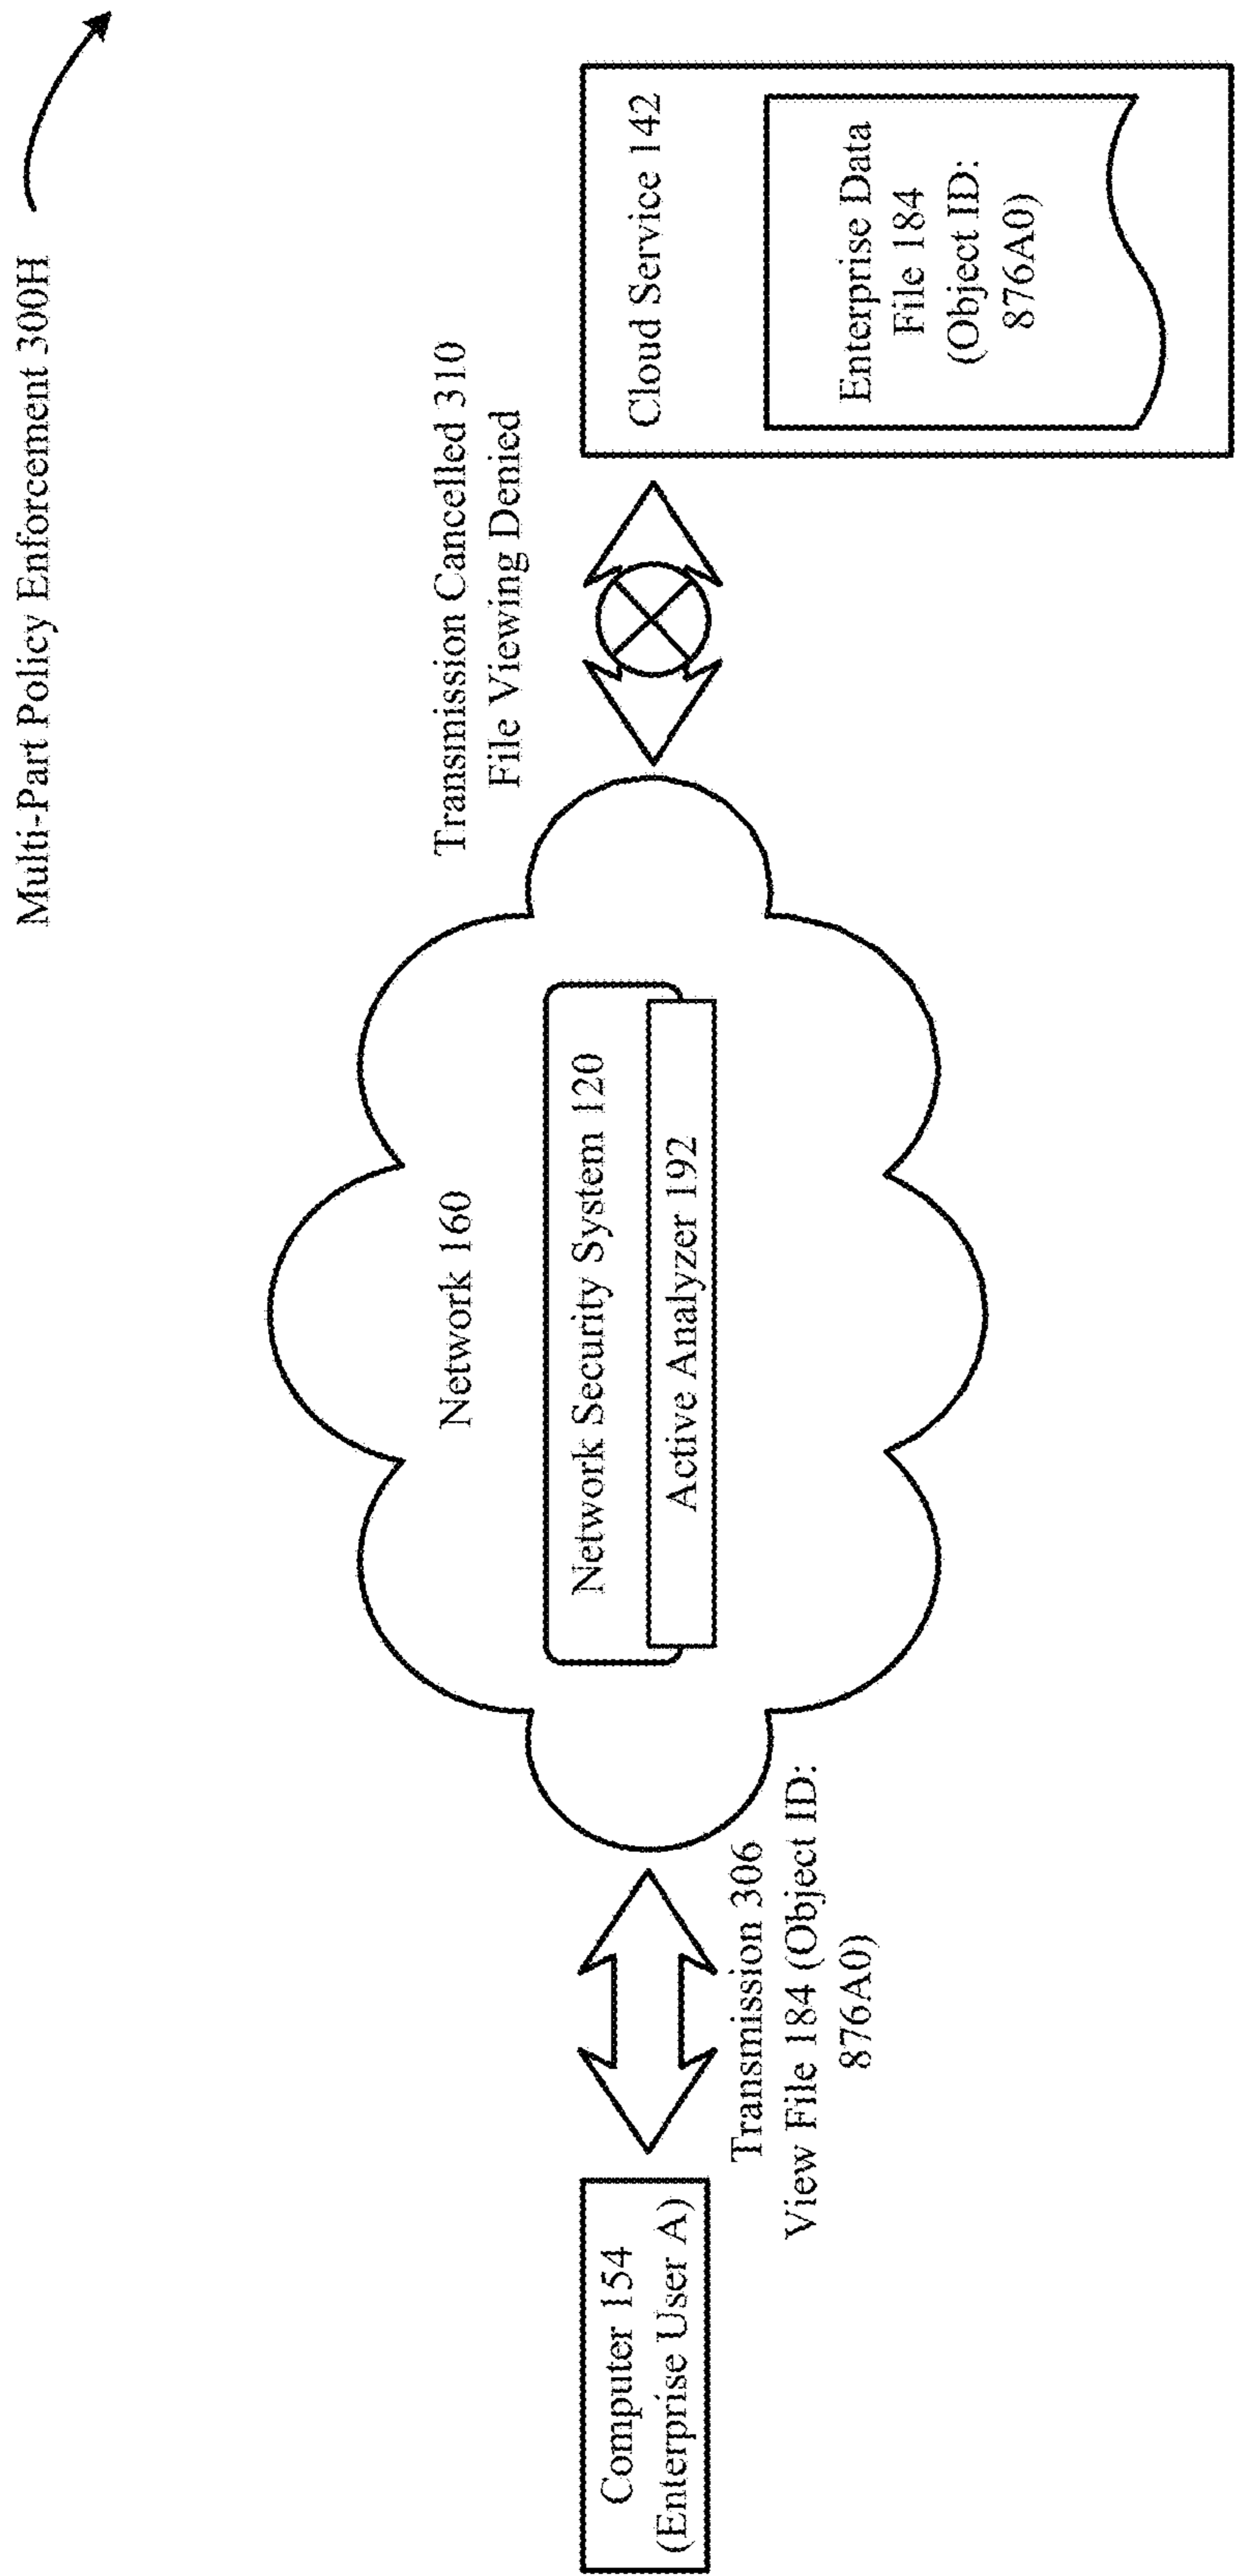 Multi-Part Policy Enforcement 300H
Computer 154
(Enterprise User A)
Transmission 306
View File 184 (Object ID:
876A0)
Network 160
Network Security System 120
Active Analyzer 192
Transmission Cancelled 310
File Viewing Denied
Cloud Service 142
Enterprise Data
File 184
(Object ID:
876A0)